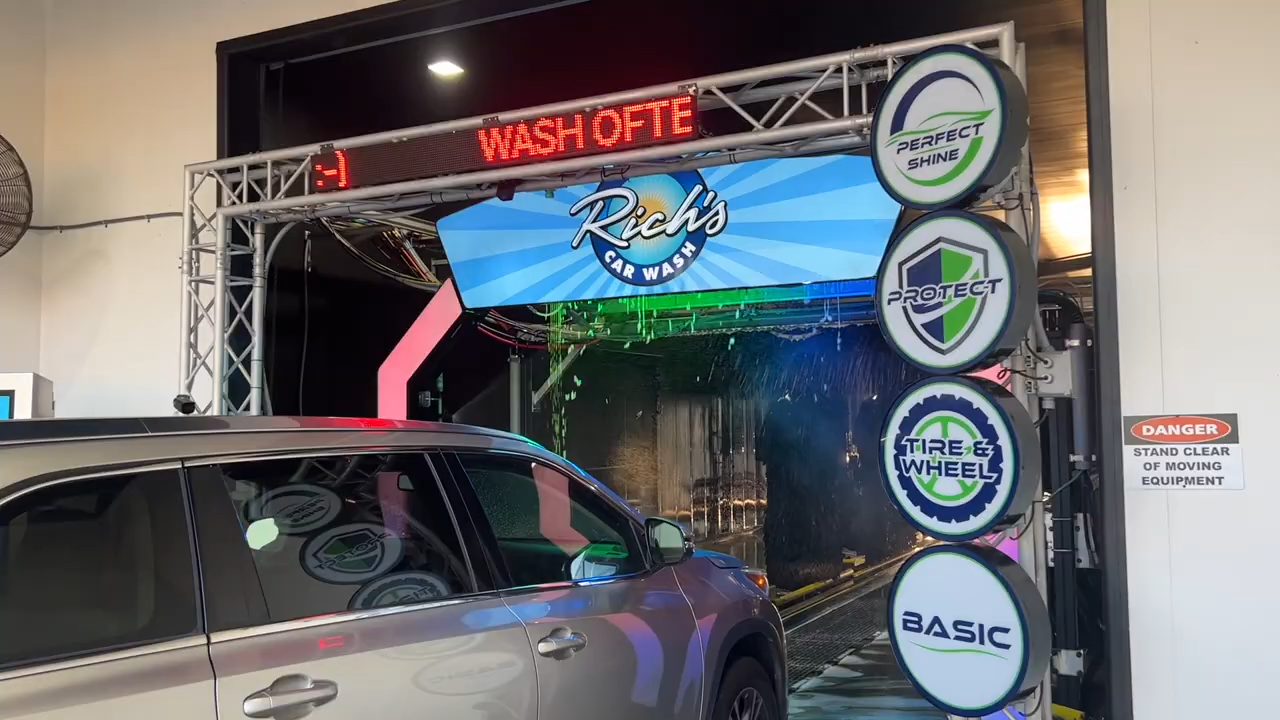 :-) WASH OFTE
Rich's
CAR WASH
PERFECT
SHINE
PROTECT
TIRE &
WHEEL
BASIC
DANGER
STAND CLEAR
OF MOVING
EQUIPMENT